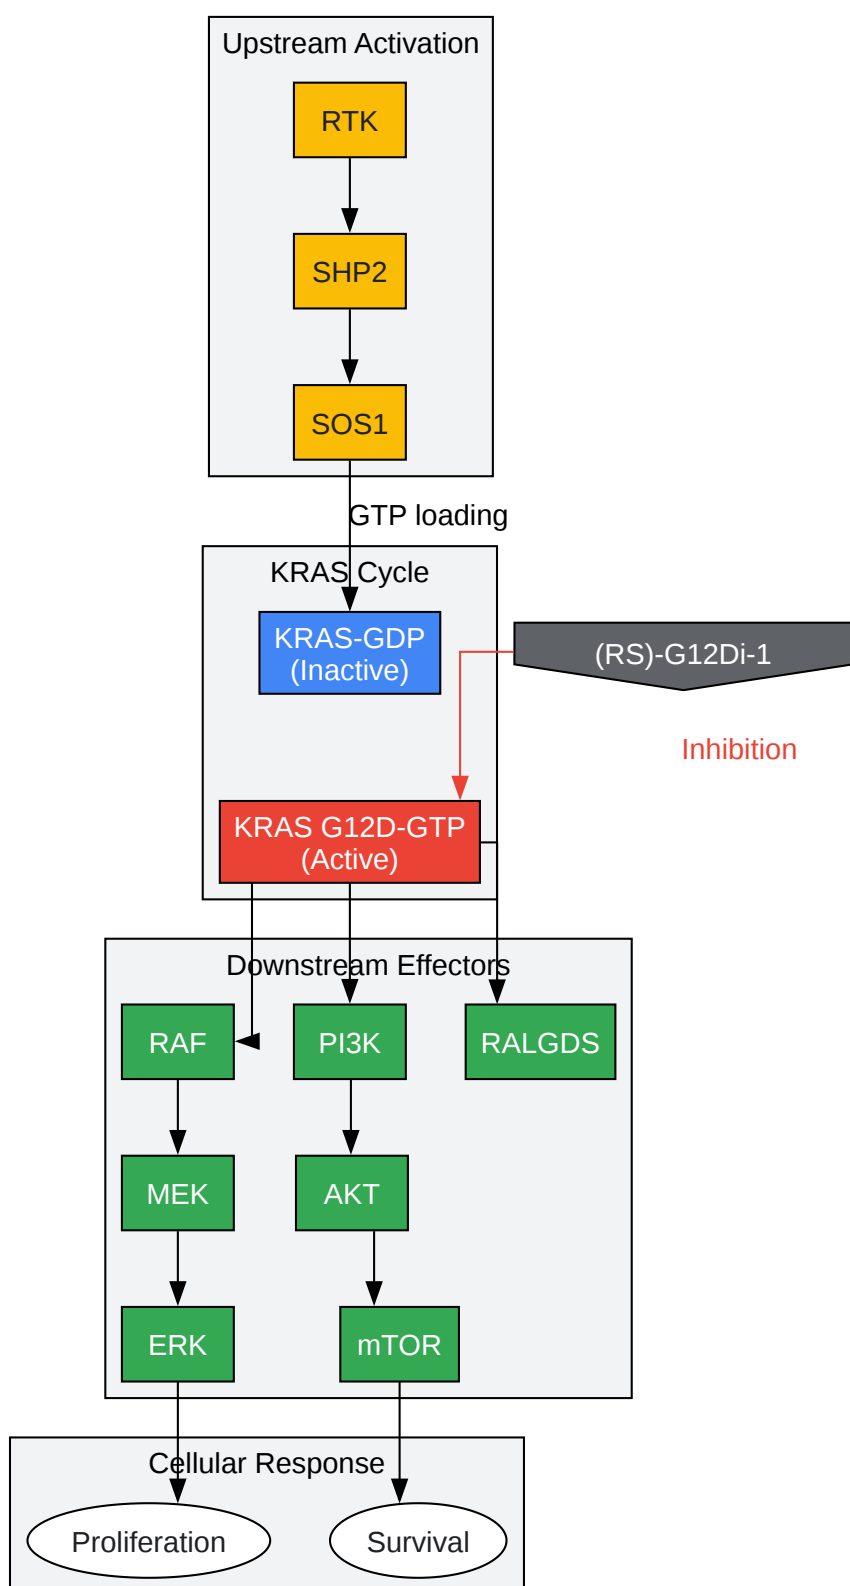 Upstream Activation
RTK
SHP2
SOS1
GTP loading
KRAS Cycle
KRAS-GDP
(Inactive)
(RS)-G12Di-1
Inhibition
KRAS G12D-GTP
(Active)
Downstream Effectors
RAF
PI3K
RALGDS
MEK
AKT
ERK
mTOR
Cellular Response
Proliferation
Survival